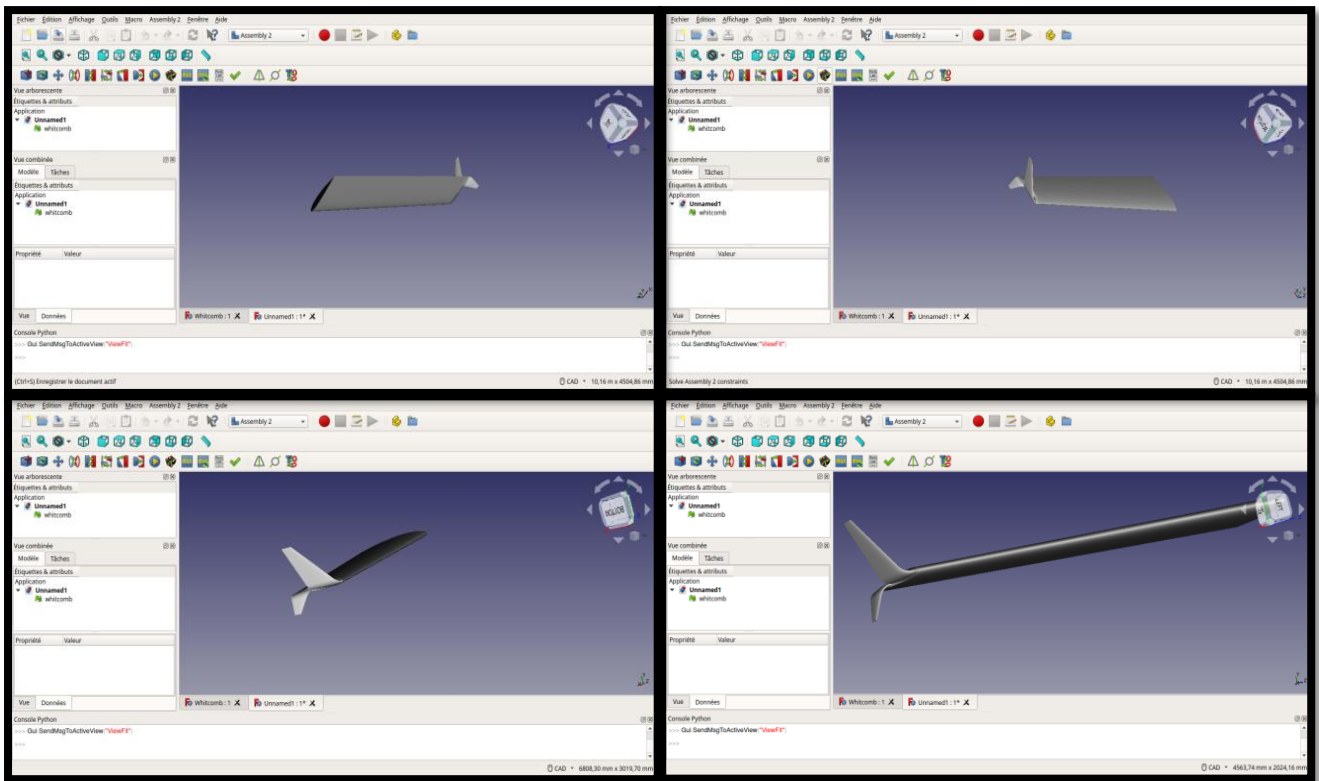 Fichier Édition Affichage Outils Macro Assembly 2 Fenêtre Aide
Assembly 2
Vue arborescente
Étiquettes & attributs
Application
Unnamed1
whitcomb
Vue combinée
Modèle Tâches
Étiquettes & attributs
Application
Unnamed1
whitcomb
Propriété Valeur
Vue Données
Whitcomb : 1 Unnamed1 : 1*
Console Python
>>> Gui.SendMsgToActiveView("ViewFit")
>>>
(Ctrl+S) Enregistrer le document actif CAD 10,16 m x 4504,86 mm
Fichier Édition Affichage Outils Macro Assembly 2 Fenêtre Aide
Assembly 2
Vue arborescente
Étiquettes & attributs
Application
Unnamed1
whitcomb
Vue combinée
Modèle Tâches
Étiquettes & attributs
Application
Unnamed1
whitcomb
Propriété Valeur
Vue Données
Whitcomb : 1 Unnamed1 : 1*
Console Python
>>> Gui.SendMsgToActiveView("ViewFit")
>>>
Solve Assembly 2 constraints CAD 10,16 m x 4504,86 mm
Fichier Édition Affichage Outils Macro Assembly 2 Fenêtre Aide
Assembly 2
Vue arborescente
Étiquettes & attributs
Application
Unnamed1
whitcomb
BOTTOM
Vue combinée
Modèle Tâches
Étiquettes & attributs
Application
Unnamed1
whitcomb
Propriété Valeur
Vue Données
Whitcomb : 1 Unnamed1 : 1*
Console Python
>>> Gui.SendMsgToActiveView("ViewFit")
>>>
CAD 6808,30 mm x 3019,70 mm
Fichier Édition Affichage Outils Macro Assembly 2 Fenêtre Aide
Assembly 2
Vue arborescente
Étiquettes & attributs
Application
Unnamed1
whitcomb
LEFT
Vue combinée
Modèle Tâches
Étiquettes & attributs
Application
Unnamed1
whitcomb
Propriété Valeur
Vue Données
Whitcomb : 1 Unnamed1 : 1*
Console Python
>>> Gui.SendMsgToActiveView("ViewFit")
>>>
CAD 4563,74 mm x 2024,16 mm